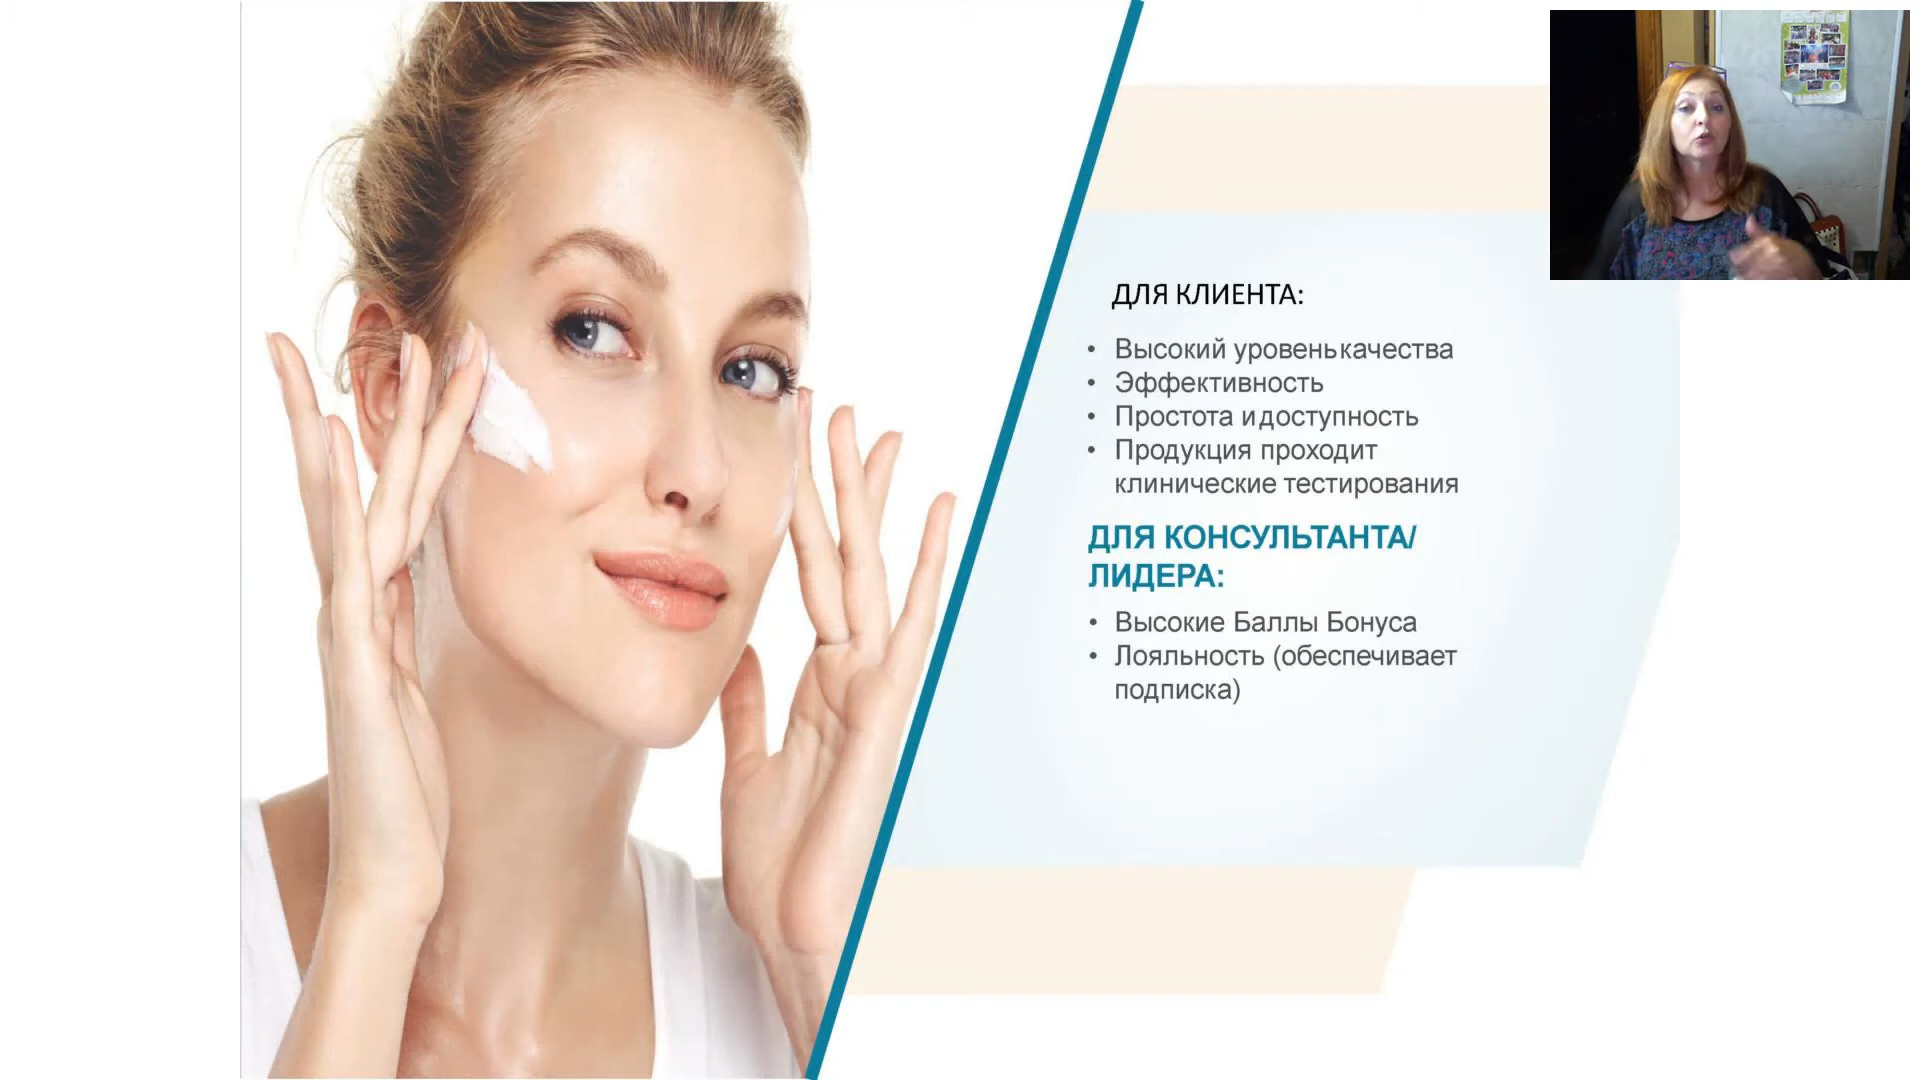 ДЛЯ КЛИЕНТА:
• Высокий уровень качества
• Эффективность
• Простота и доступность
• Продукция проходит
клинические тестирования
ДЛЯ КОНСУЛЬТАНТА/
ЛИДЕРА:
• Высокие Баллы Бонуса
• Лояльность (обеспечивает
подписка)